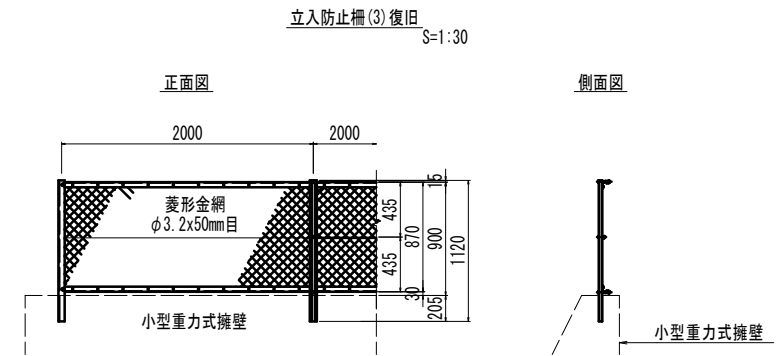 立入防止柵(3)復旧
S=1:30
正面図
側面図
2000
2000
菱形金網
φ3.2x50mm目
15
435
435
870
30
900
205
1120
小型重力式擁壁
小型重力式擁壁